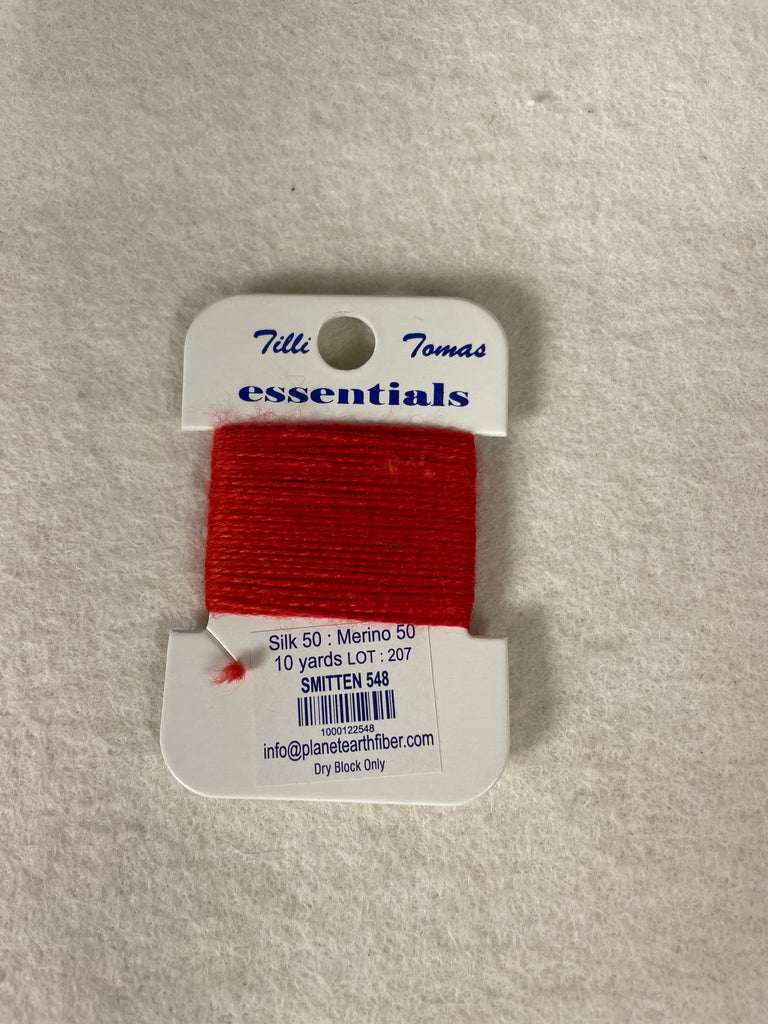 Tilli Tomas
essentials
Silk 50 : Merino 50
10 yards LOT : 207
SMITTEN 548
1000122548
info@planetearthfiber.com
Dry Block Only